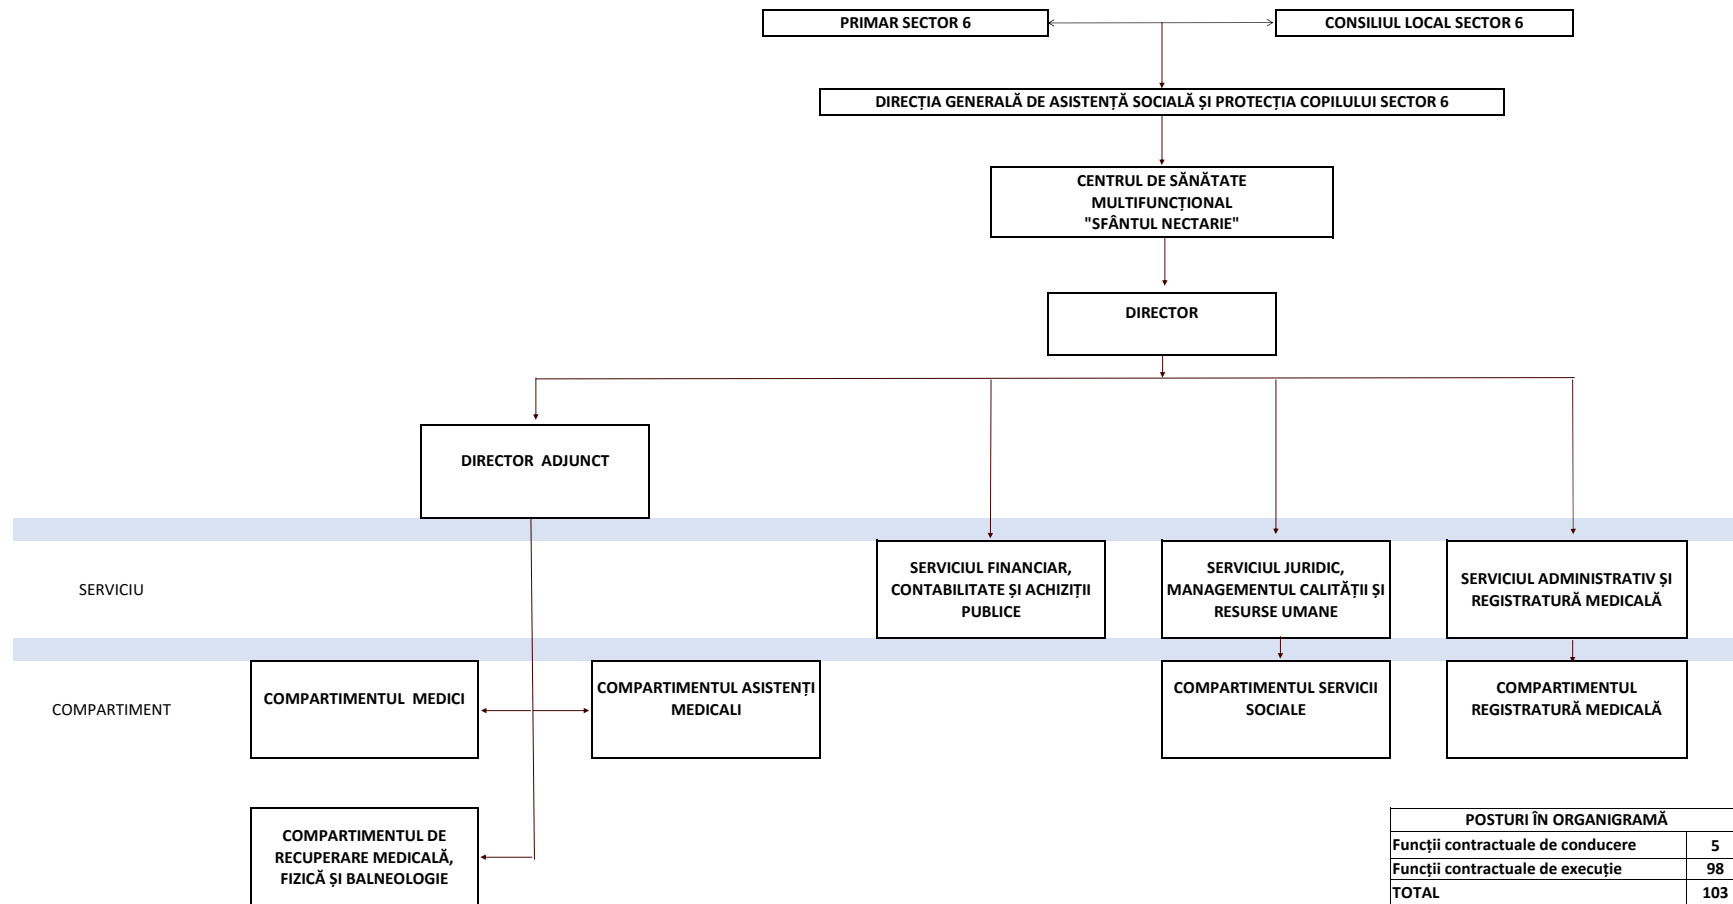 PRIMAR SECTOR 6
CONSILIUL LOCAL SECTOR 6
DIRECȚIA GENERALĂ DE ASISTENȚĂ SOCIALĂ ȘI PROTECȚIA COPILULUI SECTOR 6
CENTRUL DE SĂNĂTATE
MULTIFUNCȚIONAL
"SFÂNTUL NECTARIE"
DIRECTOR
DIRECTOR ADJUNCT
SERVICIU
SERVICIUL FINANCIAR,
CONTABILITATE ȘI ACHIZIȚII
PUBLICE
SERVICIUL JURIDIC,
MANAGEMENTUL CALITĂȚII ȘI
RESURSE UMANE
SERVICIUL ADMINISTRATIV ȘI
REGISTRATURĂ MEDICALĂ
COMPARTIMENT
COMPARTIMENTUL MEDICI
COMPARTIMENTUL ASISTENȚI
MEDICALI
COMPARTIMENTUL SERVICII
SOCIALE
COMPARTIMENTUL
REGISTRATURĂ MEDICALĂ
COMPARTIMENTUL DE
RECUPERARE MEDICALĂ,
FIZICĂ ȘI BALNEOLOGIE
POSTURI ÎN ORGANIGRAMĂ
Funcții contractuale de conducere 5
Funcții contractuale de execuție 98
TOTAL 103